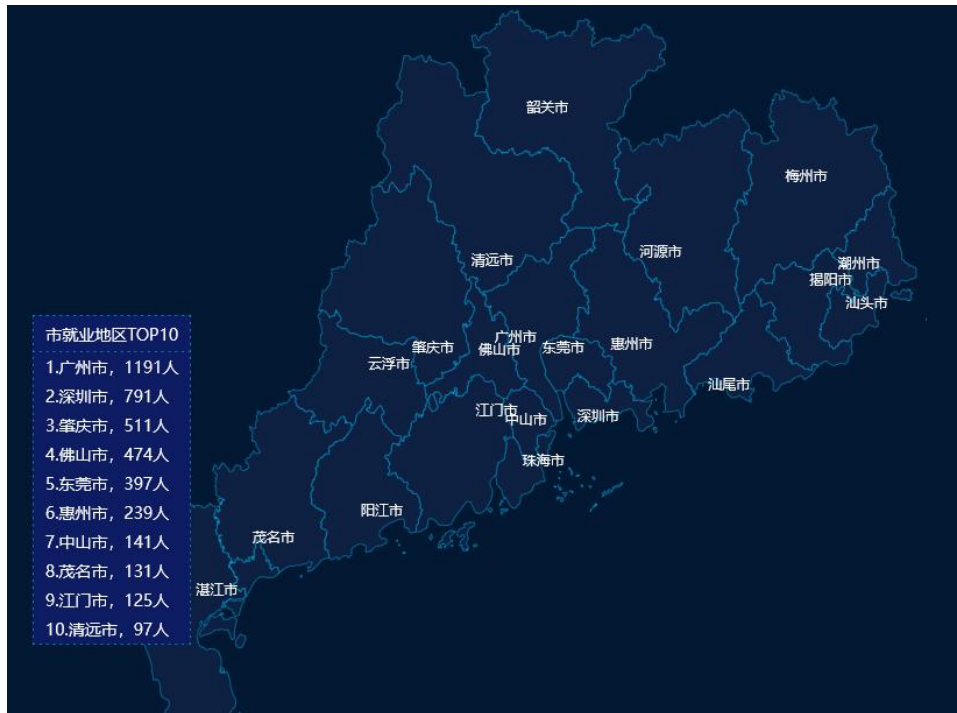 韶关市
梅州市
河源市
清远市
潮州市
揭阳市
汕头市
广州市
佛山市
东莞市
惠州市
肇庆市
云浮市
汕尾市
江门市
中山市
深圳市
珠海市
阳江市
茂名市
湛江市
市就业地区TOP10
1.广州市，1191人
2.深圳市，791人
3.肇庆市，511人
4.佛山市，474人
5.东莞市，397人
6.惠州市，239人
7.中山市，141人
8.茂名市，131人
9.江门市，125人
10.清远市，97人